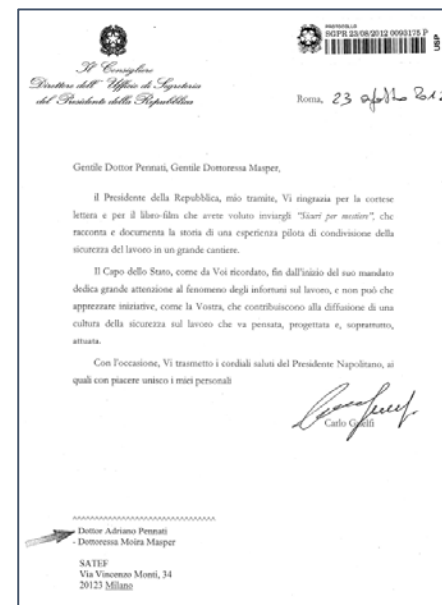 PROTOCOLLO
SGPR 23/08/2012 0093175 P
USP
Il Consigliere
Direttore dell' Ufficio di Segreteria
del Presidente della Repubblica
Roma, 23 agosto 2012
Gentile Dottor Pennati, Gentile Dottoressa Masper,
il Presidente della Repubblica, mio tramite, Vi ringrazia per la cortese
lettera e per il libro-film che avete voluto inviargli "Sicuri per mestiere", che
racconta e documenta la storia di una esperienza pilota di condivisione della
sicurezza del lavoro in un grande cantiere.
Il Capo dello Stato, come da Voi ricordato, fin dall'inizio del suo mandato
dedica grande attenzione al fenomeno degli infortuni sul lavoro, e non può che
apprezzare iniziative, come la Vostra, che contribuiscono alla diffusione di una
cultura della sicurezza sul lavoro che va pensata, progettata e, soprattutto,
attuata.
Con l'occasione, Vi trasmetto i cordiali saluti del Presidente Napolitano, ai
quali con piacere unisco i miei personali
Carlo Guelfi
^^^^^^^^^^^^^^^^^^^^^^^^^^^^^^
Dottor Adriano Pennati
- Dottoressa Moira Masper
SATEF
Via Vincenzo Monti, 34
20123 Milano